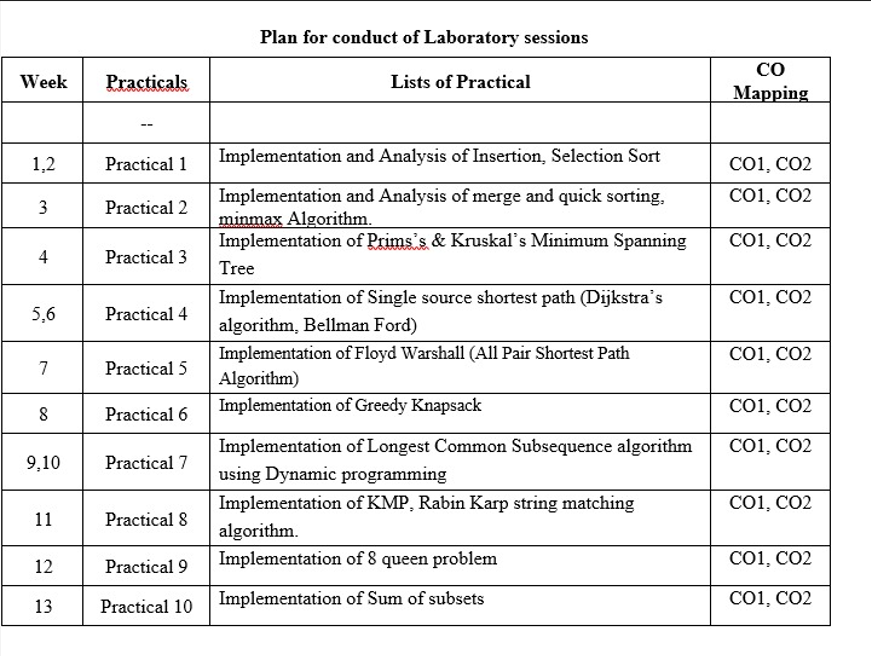 Plan for conduct of Laboratory sessions
Week Practicals Lists of Practical CO
Mapping
--
1,2 Practical 1 Implementation and Analysis of Insertion, Selection Sort CO1, CO2
3 Practical 2 Implementation and Analysis of merge and quick sorting, CO1, CO2
minmax Algorithm.
4 Practical 3 Implementation of Prims’s & Kruskal’s Minimum Spanning CO1, CO2
Tree
5,6 Practical 4 Implementation of Single source shortest path (Dijkstra’s CO1, CO2
algorithm, Bellman Ford)
7 Practical 5 Implementation of Floyd Warshall (All Pair Shortest Path CO1, CO2
Algorithm)
8 Practical 6 Implementation of Greedy Knapsack CO1, CO2
9,10 Practical 7 Implementation of Longest Common Subsequence algorithm CO1, CO2
using Dynamic programming
11 Practical 8 Implementation of KMP, Rabin Karp string matching CO1, CO2
algorithm.
12 Practical 9 Implementation of 8 queen problem CO1, CO2
13 Practical 10 Implementation of Sum of subsets CO1, CO2